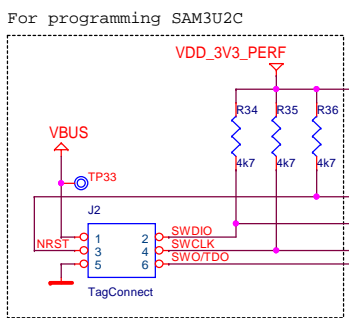 For programming SAM3U2C
VDD_3V3_PERF
R34 R35 R36
VBUS
4k7 4k7 4k7
TP33
J2
SWDIO
1 2
NRST 3 4 SWCLK
5 6 SWO/TDO
TagConnect